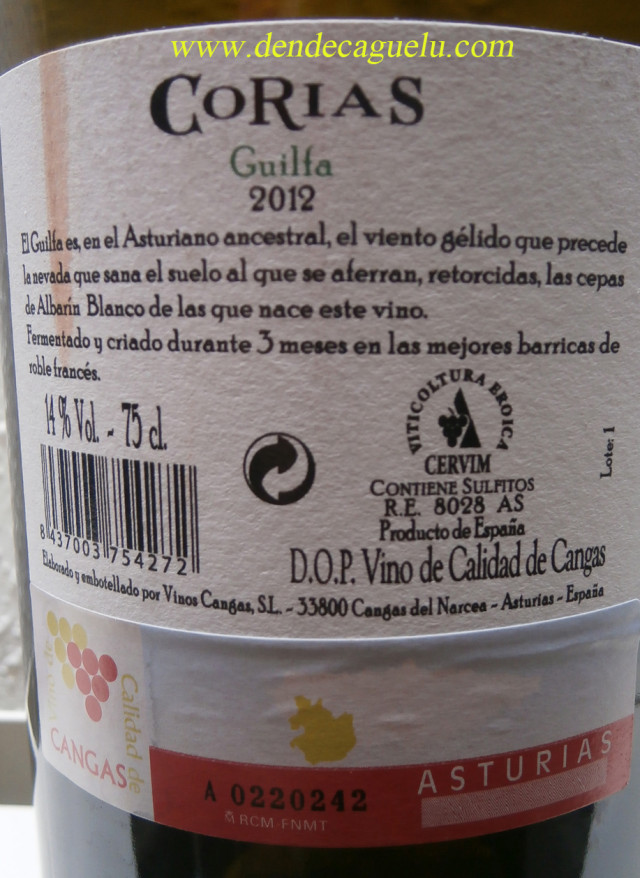 www.dendecaguelu.com
CORIAS
Guilfa
2012
El Guilfa es, en el Asturiano ancestral, el viento gélido que precede
la nevada que sana el suelo al que se aferran, retorcidas, las cepas
de Albarín Blanco de las que nace este vino.
Fermentado y criado durante 3 meses en las mejores barricas de
roble francés.
14 % Vol. - 75 cl.
VITICOLTURA EROICA
CERVIM
CONTIENE SULFITOS
R.E. 8028 AS
Producto de España
Lote: 1
8 437003 754272
D.O.P. Vino de Calidad de Cangas
Elaborado y embotellado por Vinos Cangas, S.L. - 33800 Cangas del Narcea - Asturias - España
Vino de Calidad de
CANGAS
ASTURIAS
A 0220242
RCM-FNMT